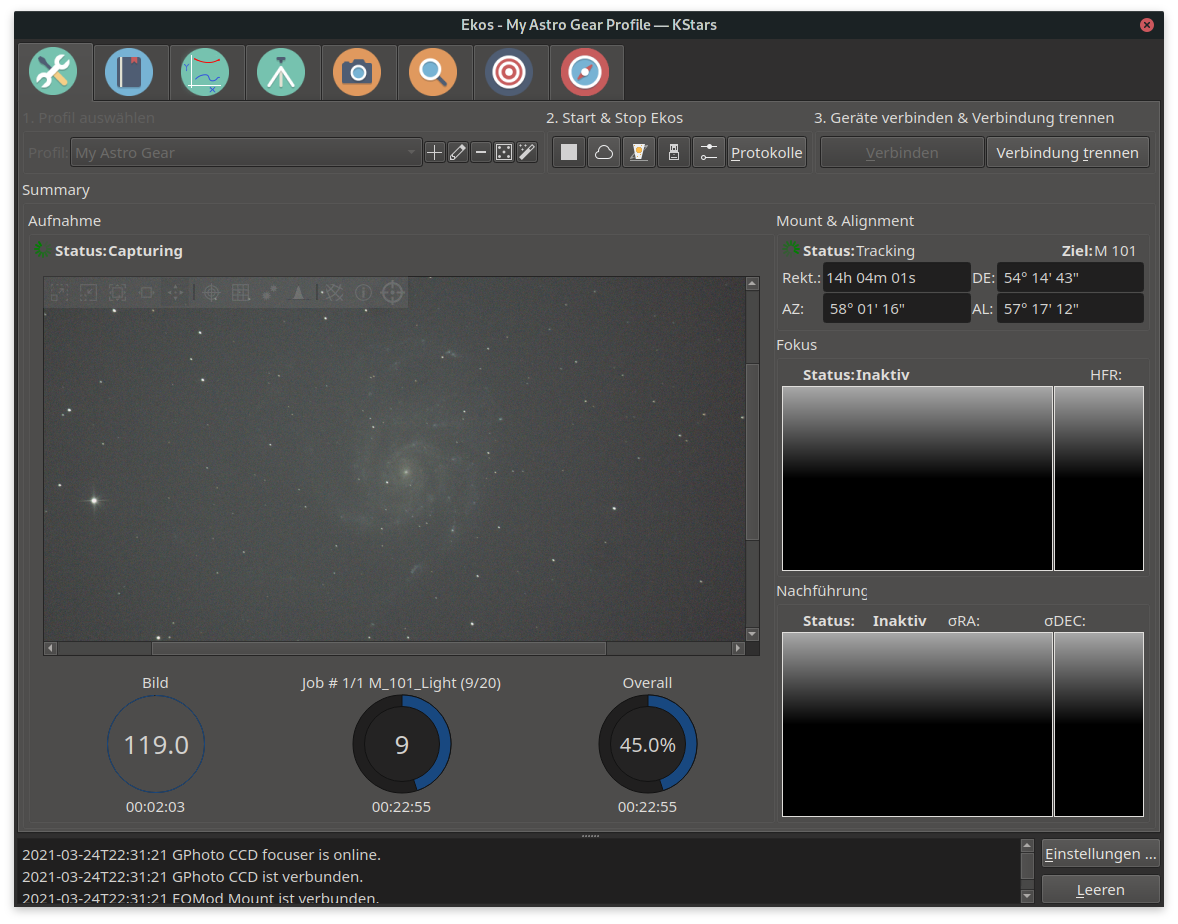 Ekos - My Astro Gear Profile — KStars
1. Profil auswählen
2. Start & Stop Ekos
3. Geräte verbinden & Verbindung trennen
Profil: My Astro Gear
Protokolle
Verbinden
Verbindung trennen
Summary
Aufnahme
Status: Capturing
Bild
Job # 1/1 M_101_Light (9/20)
Overall
119.0
9
45.0%
00:02:03
00:22:55
00:22:55
Mount & Alignment
Status: Tracking
Ziel: M 101
Rekt.: 14h 04m 01s
DE: 54° 14' 43"
AZ: 58° 01' 16"
AL: 57° 17' 12"
Fokus
Status: Inaktiv
HFR:
Nachführung
Status: Inaktiv
σRA:
σDEC:
2021-03-24T22:31:21 GPhoto CCD focuser is online.
2021-03-24T22:31:21 GPhoto CCD ist verbunden.
2021-03-24T22:31:21 EQMod Mount ist verbunden.
Einstellungen ...
Leeren